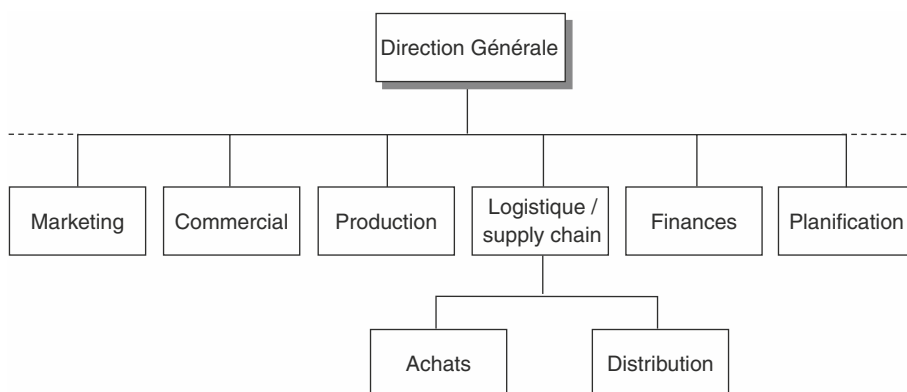 Direction Générale
Marketing
Commercial
Production
Logistique /
supply chain
Finances
Planification
Achats
Distribution